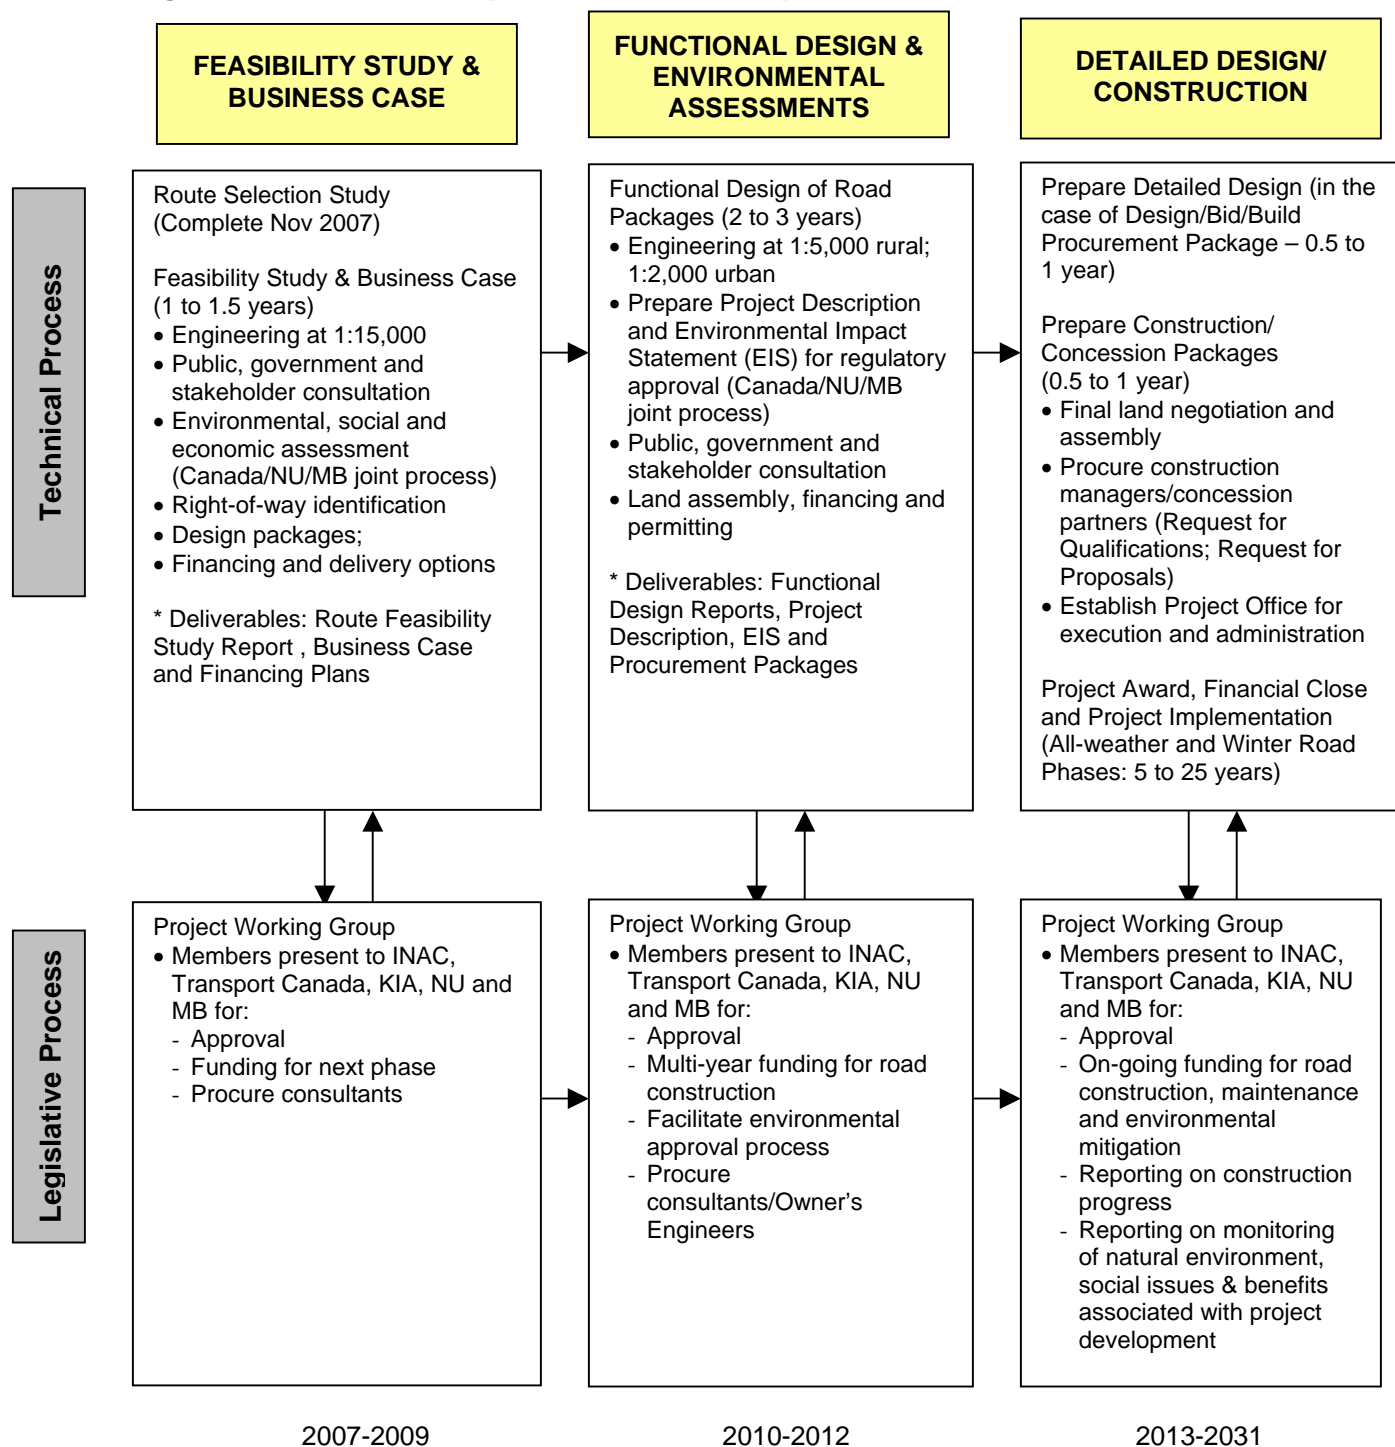 FEASIBILITY STUDY &
BUSINESS CASE
FUNCTIONAL DESIGN &
ENVIRONMENTAL
ASSESSMENTS
DETAILED DESIGN/
CONSTRUCTION
Technical Process
Route Selection Study
(Complete Nov 2007)
Feasibility Study & Business Case
(1 to 1.5 years)
• Engineering at 1:15,000
• Public, government and
stakeholder consultation
• Environmental, social and
economic assessment
(Canada/NU/MB joint process)
• Right-of-way identification
• Design packages;
• Financing and delivery options
* Deliverables: Route Feasibility
Study Report , Business Case
and Financing Plans
Functional Design of Road
Packages (2 to 3 years)
• Engineering at 1:5,000 rural;
1:2,000 urban
• Prepare Project Description
and Environmental Impact
Statement (EIS) for regulatory
approval (Canada/NU/MB
joint process)
• Public, government and
stakeholder consultation
• Land assembly, financing and
permitting
* Deliverables: Functional
Design Reports, Project
Description, EIS and
Procurement Packages
Prepare Detailed Design (in the
case of Design/Bid/Build
Procurement Package – 0.5 to
1 year)
Prepare Construction/
Concession Packages
(0.5 to 1 year)
• Final land negotiation and
assembly
• Procure construction
managers/concession
partners (Request for
Qualifications; Request for
Proposals)
• Establish Project Office for
execution and administration
Project Award, Financial Close
and Project Implementation
(All-weather and Winter Road
Phases: 5 to 25 years)
Legislative Process
Project Working Group
• Members present to INAC,
Transport Canada, KIA, NU and
MB for:
- Approval
- Funding for next phase
- Procure consultants
Project Working Group
• Members present to INAC,
Transport Canada, KIA, NU
and MB for:
- Approval
- Multi-year funding for road
construction
- Facilitate environmental
approval process
- Procure
consultants/Owner's
Engineers
Project Working Group
• Members present to INAC,
Transport Canada, KIA, NU
and MB for:
- Approval
- On-going funding for road
construction, maintenance
and environmental
mitigation
- Reporting on construction
progress
- Reporting on monitoring
of natural environment,
social issues & benefits
associated with project
development
2007-2009
2010-2012
2013-2031